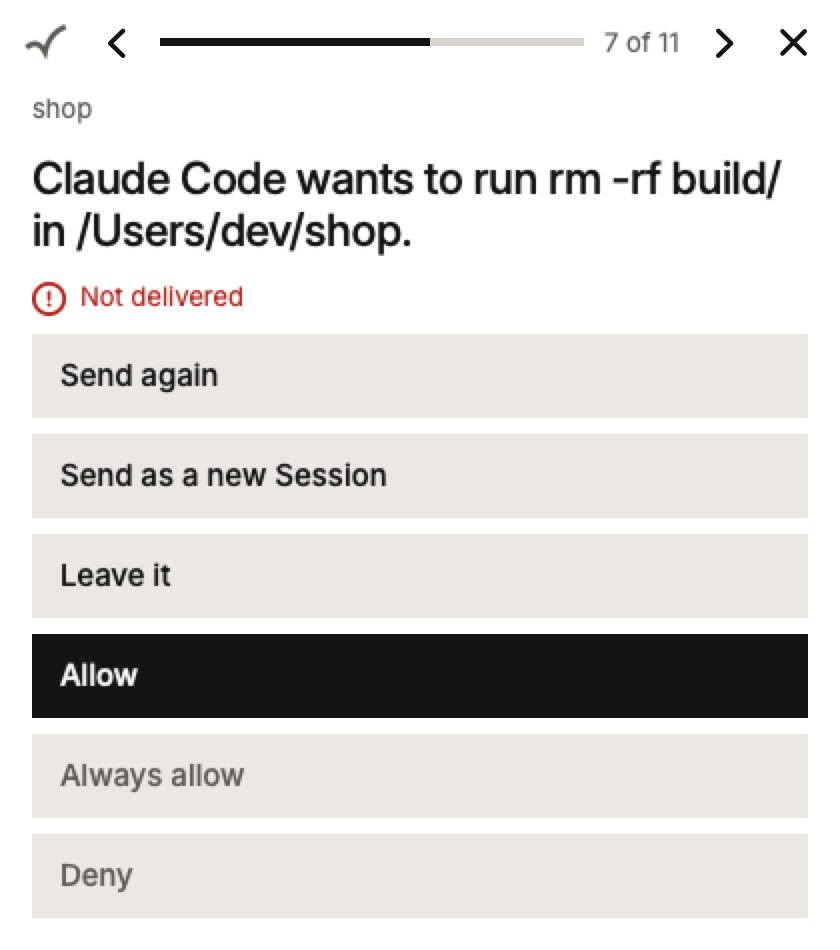 7 of 11
shop
Claude Code wants to run rm -rf build/
in /Users/dev/shop.
Not delivered
Send again
Send as a new Session
Leave it
Allow
Always allow
Deny